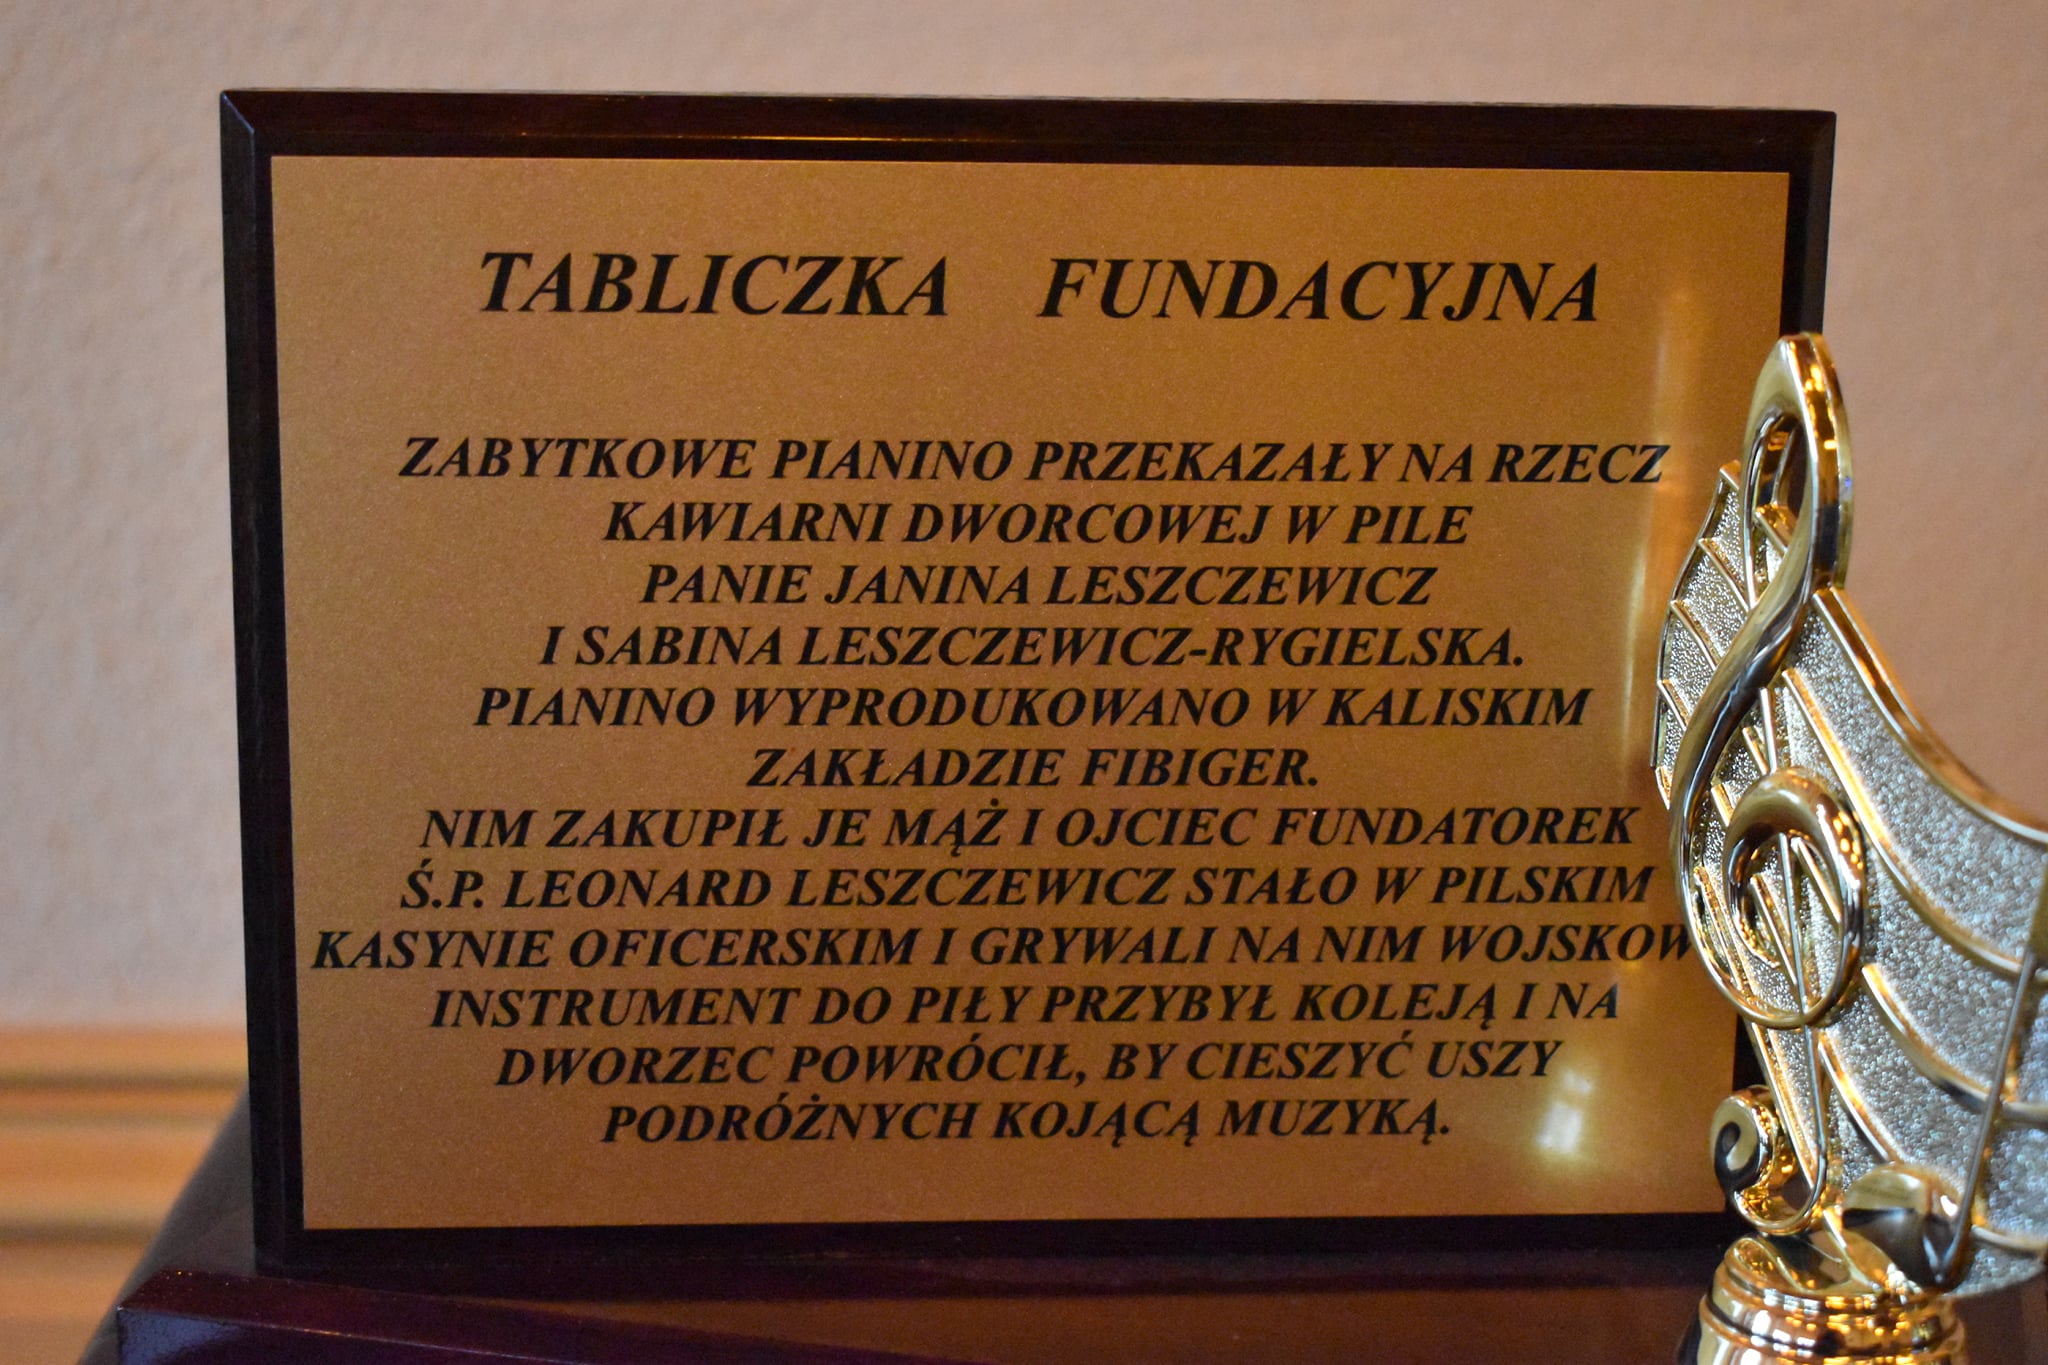 TABLICZKA FUNDACYJNA
ZABYTKOWE PIANINO PRZEKAZAŁY NA RZECZ
KAWIARNI DWORCOWEJ W PILE
PANIE JANINA LESZCZEWICZ
I SABINA LESZCZEWICZ-RYGIELSKA.
PIANINO WYPRODUKOWANO W KALISKIM
ZAKŁADZIE FIBIGER.
NIM ZAKUPIŁ JE MĄŻ I OJCIEC FUNDATOREK
Ś.P. LEONARD LESZCZEWICZ STAŁO W PILSKIM
KASYNIE OFICERSKIM I GRYWALI NA NIM
INSTRUMENT DO PIŁY PRZYBYŁ KOLEJĄ I NA
DWORZEC POWRÓCIŁ, BY CIESZYĆ USZY
PODRÓŻNYCH KOJĄCĄ MUZYKĄ.